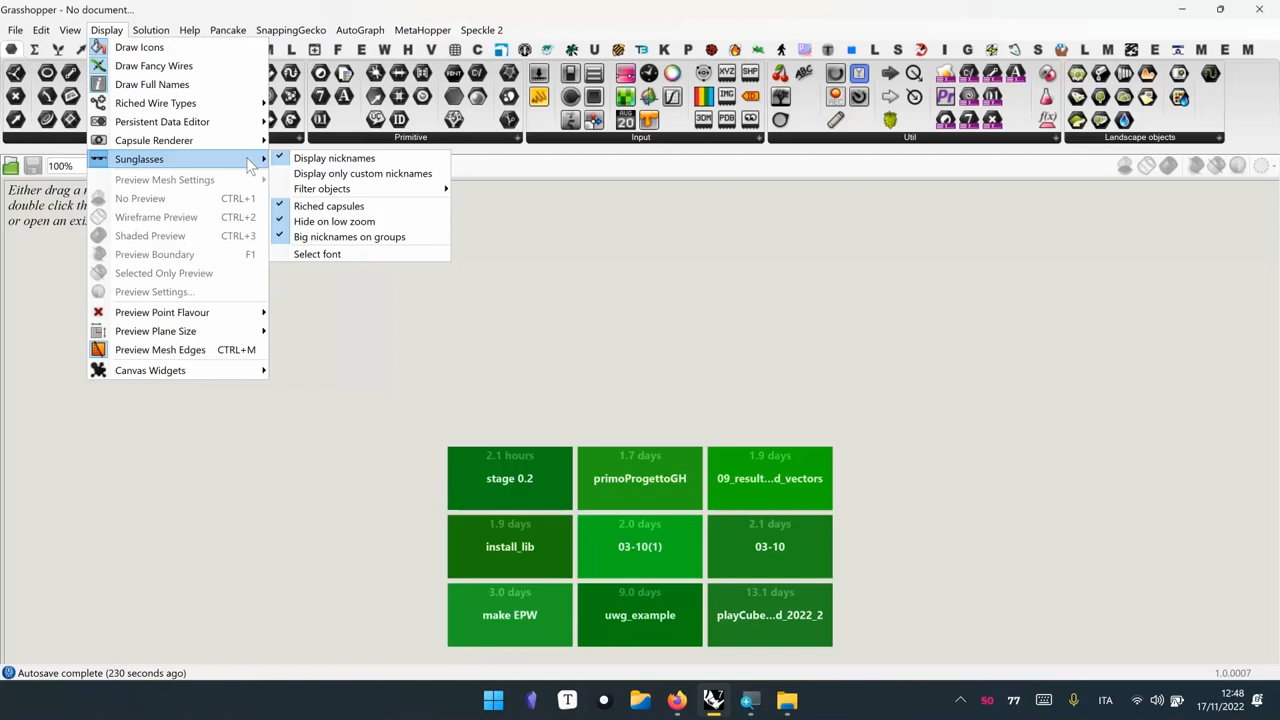 Grasshopper - No document...
File Edit View Display Solution Help Pancake SnappingGecko AutoGraph MetaHopper Speckle 2
Draw Icons
Draw Fancy Wires
Draw Full Names
Riched Wire Types
Persistent Data Editor
Capsule Renderer
Sunglasses
Preview Mesh Settings
No Preview CTRL+1
Wireframe Preview CTRL+2
Shaded Preview CTRL+3
Preview Boundary F1
Selected Only Preview
Preview Settings...
Preview Point Flavour
Preview Plane Size
Preview Mesh Edges CTRL+M
Canvas Widgets
Display nicknames
Display only custom nicknames
Filter objects
Riched capsules
Hide on low zoom
Big nicknames on groups
Select font
Primitive
Input
Util
Landscape objects
100%
Either drag a n
double click th
or open an exi
2.1 hours
stage 0.2
1.7 days
primoProgettoGH
1.9 days
09_result...d_vectors
1.9 days
install_lib
2.0 days
03-10(1)
2.1 days
03-10
3.0 days
make EPW
9.0 days
uwg_example
13.1 days
playCube...d_2022_2
Autosave complete (230 seconds ago)
1.0.0007
50 77 ITA
12:48
17/11/2022